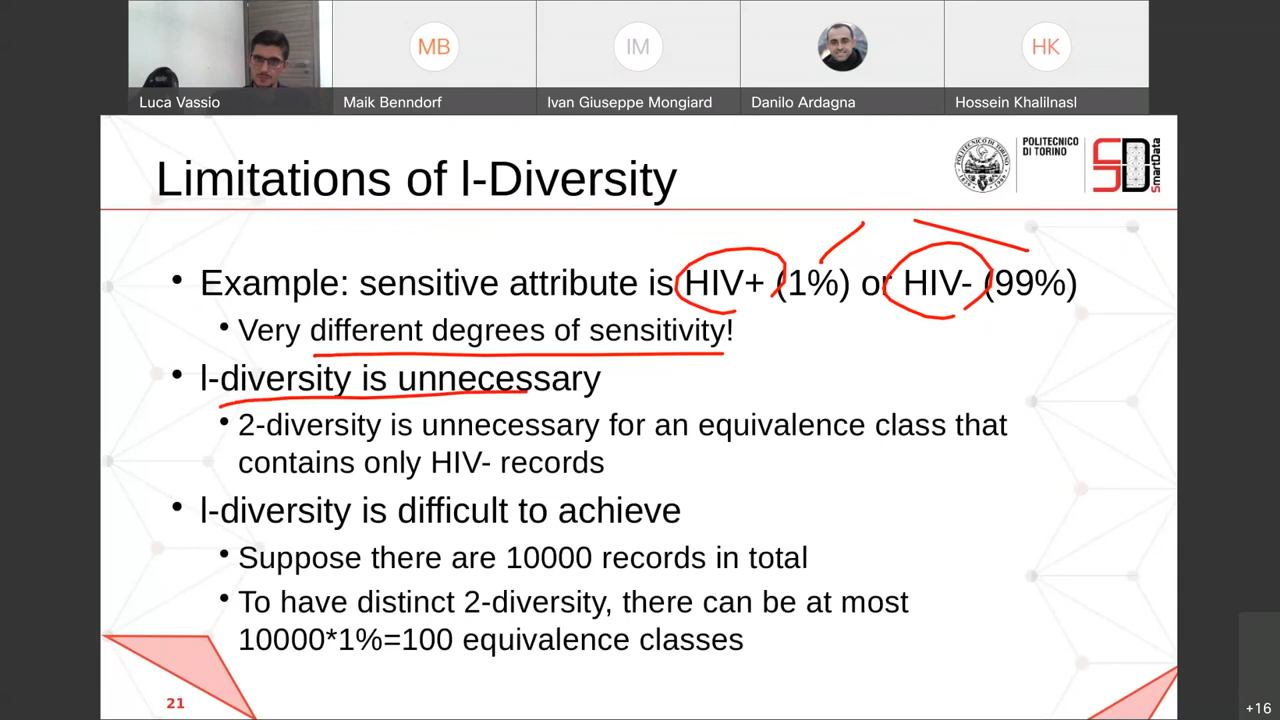 MB
IM
HK
Luca Vassio
Maik Benndorf
Ivan Giuseppe Mongiard
Danilo Ardagna
Hossein Khalilnasl
Limitations of l-Diversity
POLITECNICO
DI TORINO
SD
SmartData
• Example: sensitive attribute is HIV+ (1%) or HIV- (99%)
• Very different degrees of sensitivity!
• l-diversity is unnecessary
• 2-diversity is unnecessary for an equivalence class that
contains only HIV- records
• l-diversity is difficult to achieve
• Suppose there are 10000 records in total
• To have distinct 2-diversity, there can be at most
10000*1%=100 equivalence classes
21
+16